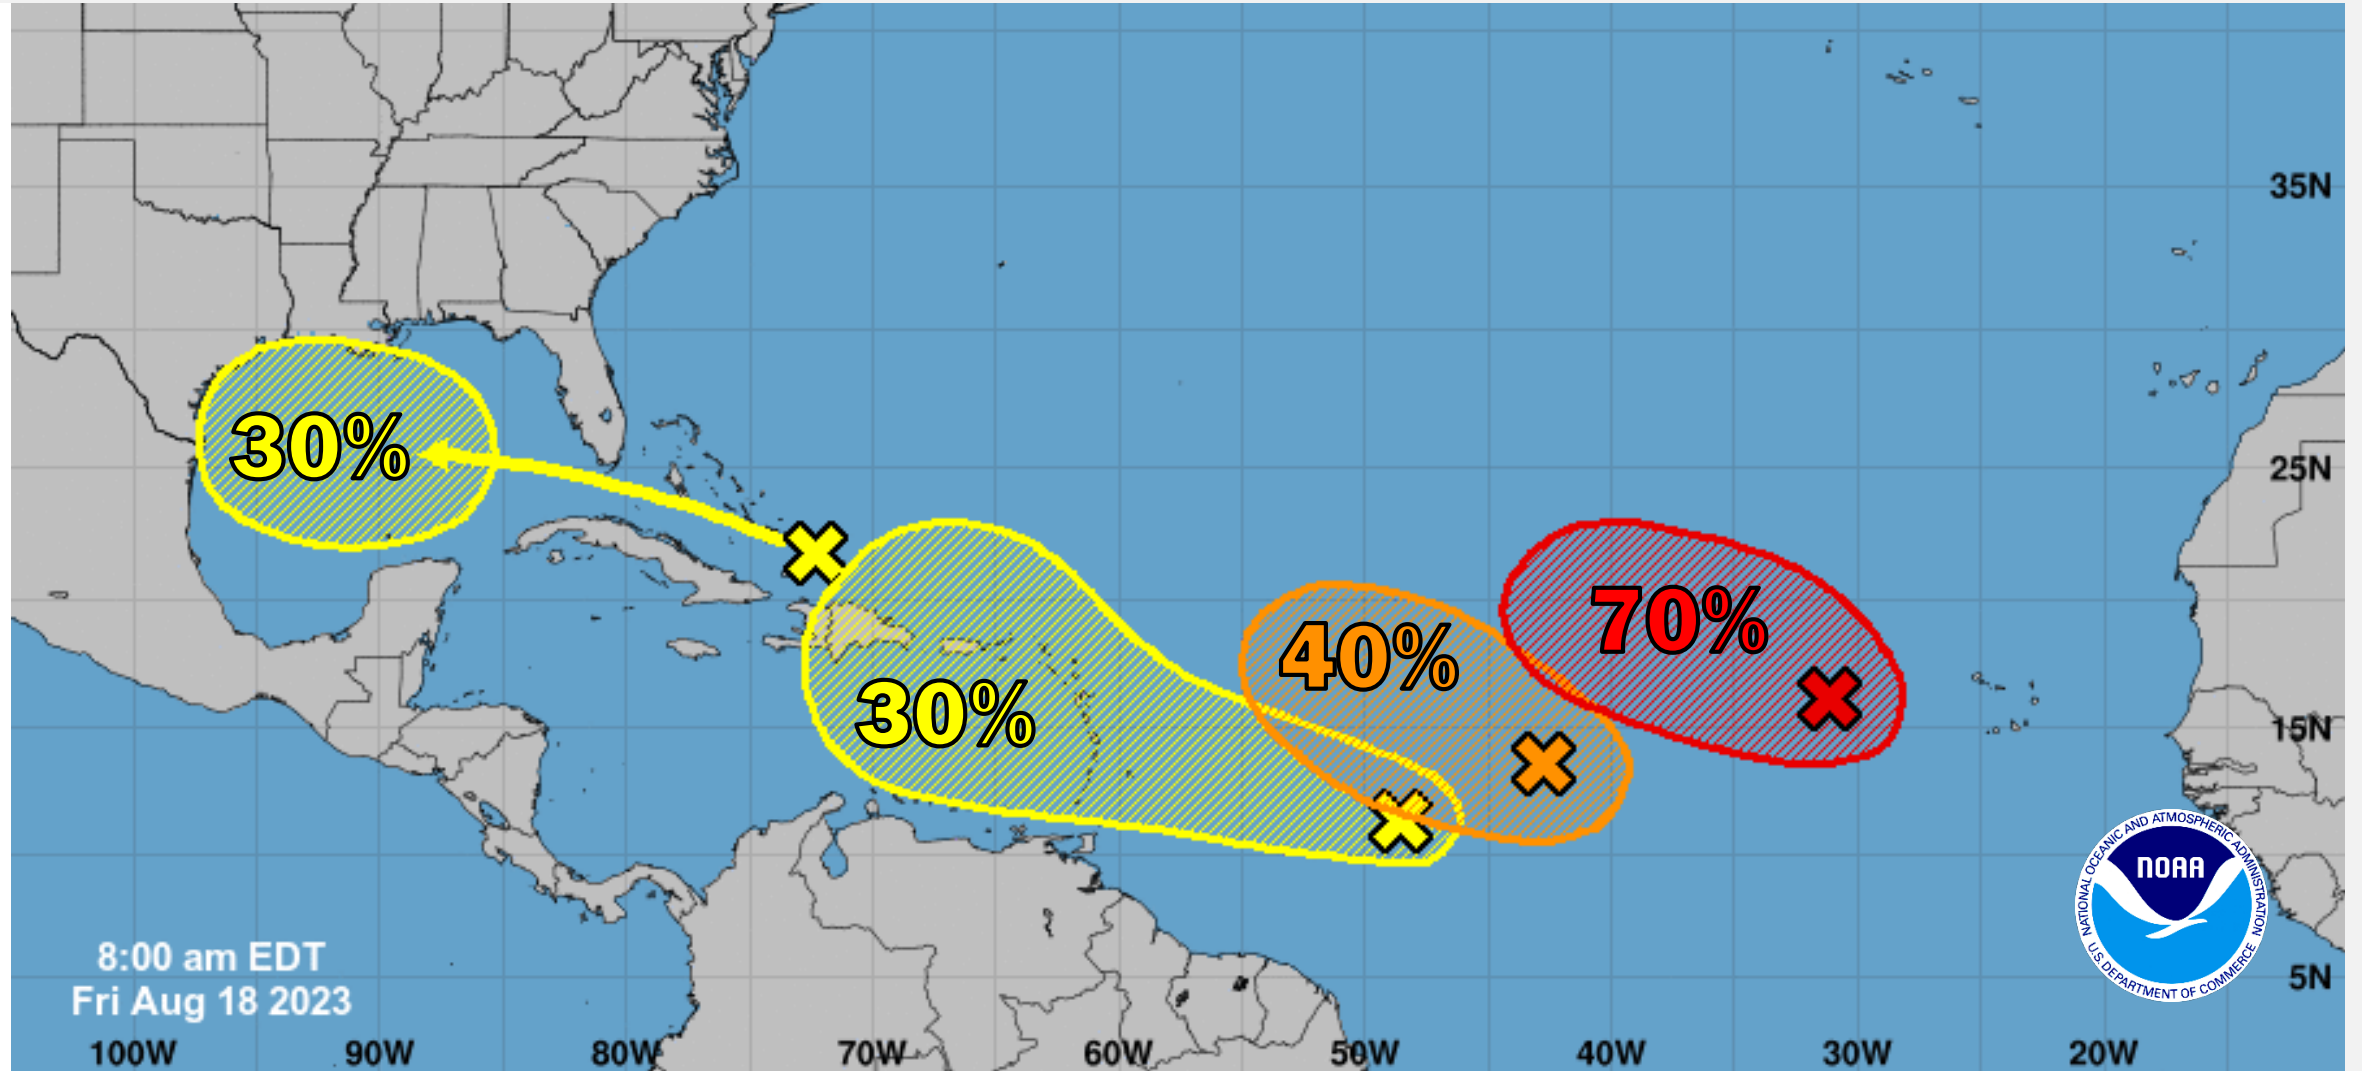 35N
30%
25N
70%
40%
30%
15N
NOAA
NATIONAL OCEANIC AND ATMOSPHERIC ADMINISTRATION
U.S. DEPARTMENT OF COMMERCE
8:00 am EDT
Fri Aug 18 2023
5N
100W 90W 80W 70W 60W 50W 40W 30W 20W